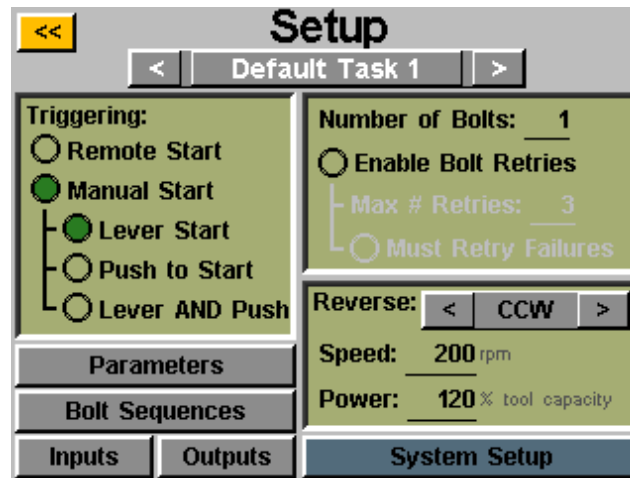 <<
Setup
< Default Task 1 >
Triggering:
Remote Start
Manual Start
Lever Start
Push to Start
Lever AND Push
Number of Bolts: 1
Enable Bolt Retries
Max # Retries: 3
Must Retry Failures
Reverse: < CCW >
Speed: 200 rpm
Power: 120 % tool capacity
Parameters
Bolt Sequences
Inputs
Outputs
System Setup